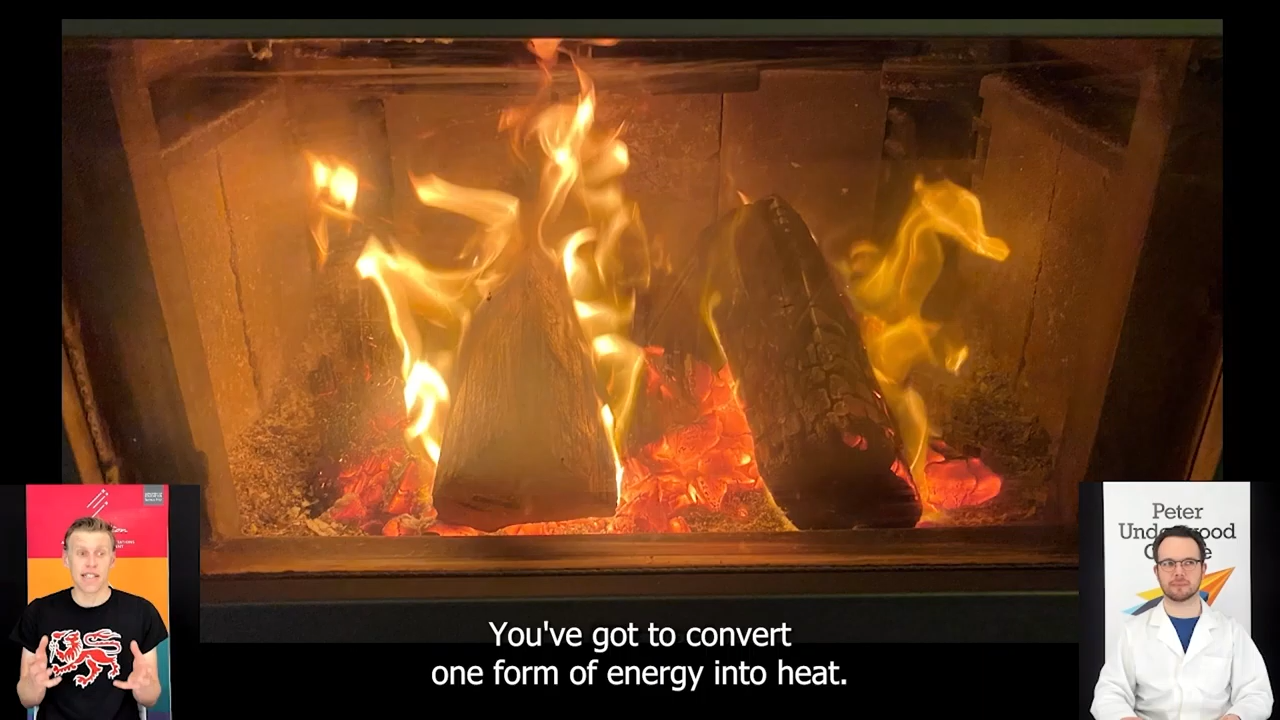 Peter
Underwood
You've got to convert
one form of energy into heat.